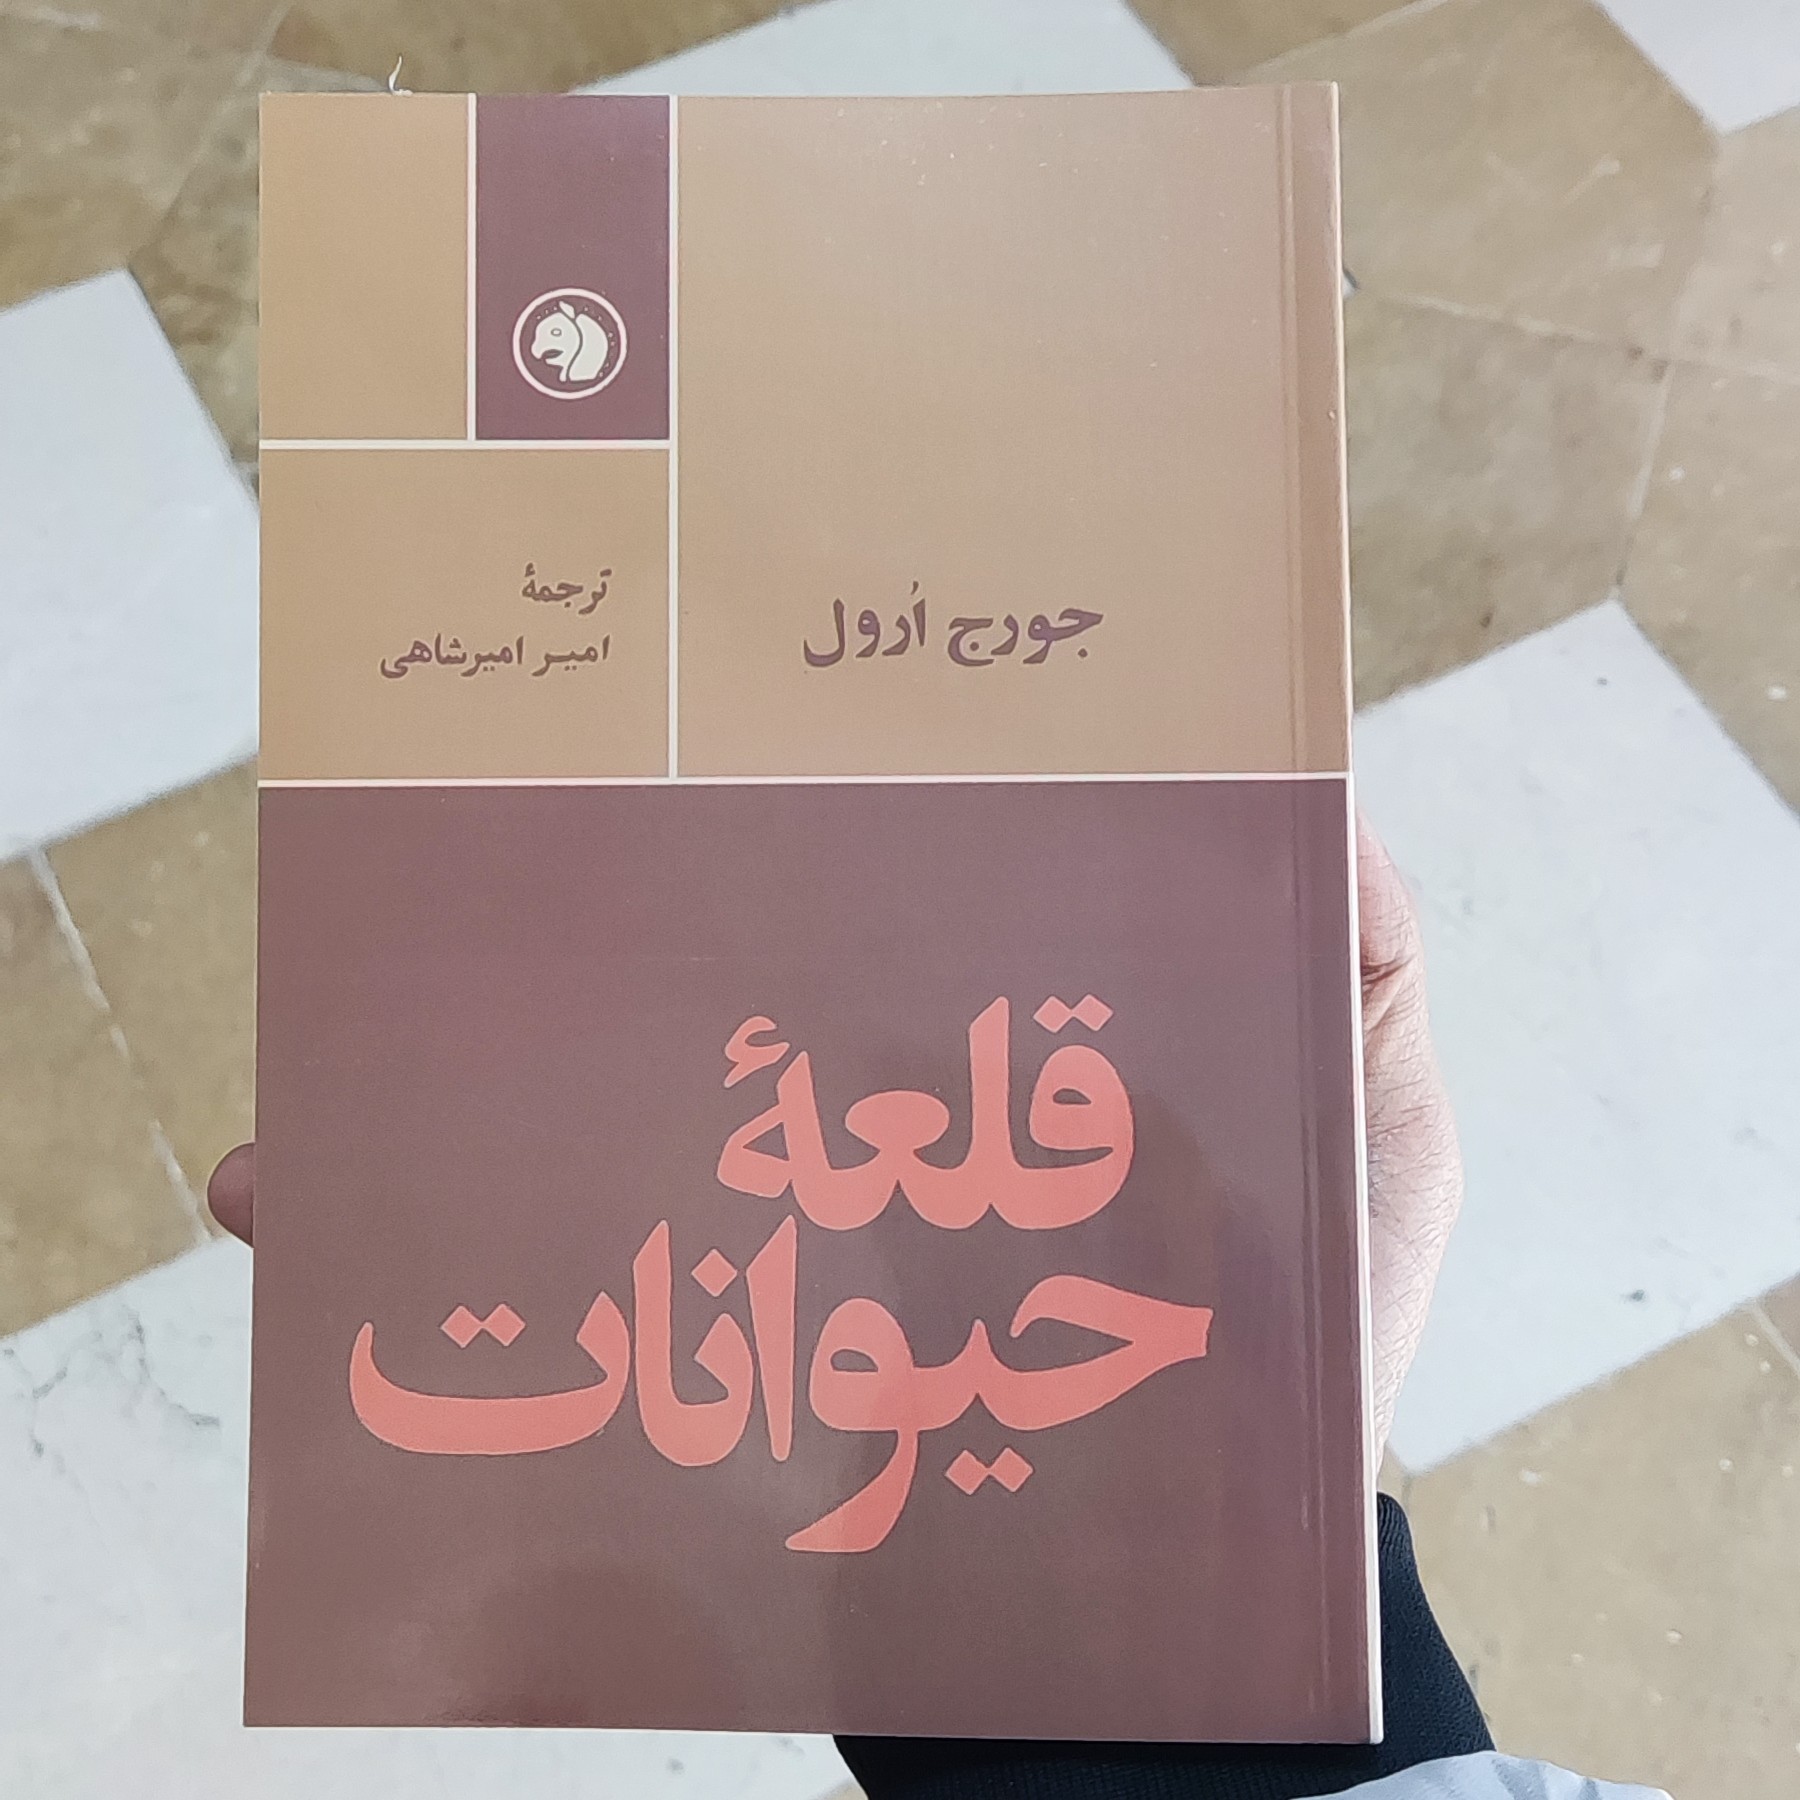 جورج اُرول
ترجمهٔ
امیر امیرشاهی
قلعهٔ
حیوانات